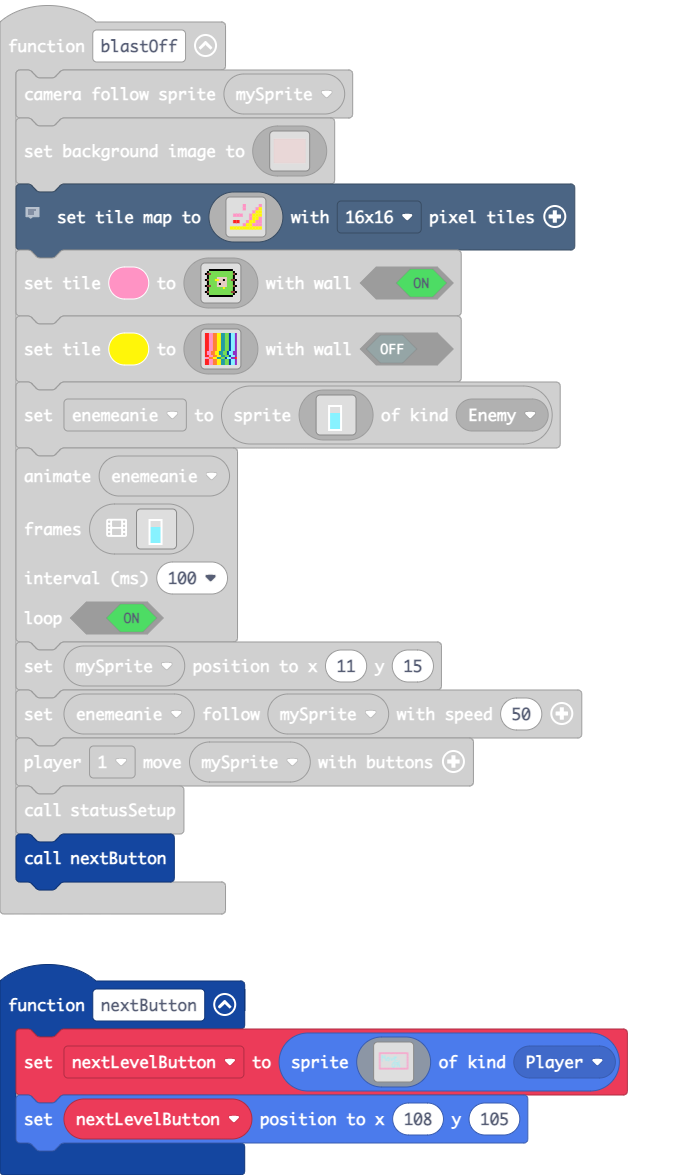 function blastOff
camera follow sprite mySprite
set background image to
set tile map to with 16x16 pixel tiles
set tile to with wall ON
set tile to with wall OFF
set enemeanie to sprite of kind Enemy
animate enemeanie
frames
interval (ms) 100
loop ON
set mySprite position to x 11 y 15
set enemeanie follow mySprite with speed 50
player 1 move mySprite with buttons
call statusSetup
call nextButton
function nextButton
set nextLevelButton to sprite of kind Player
set nextLevelButton position to x 108 y 105